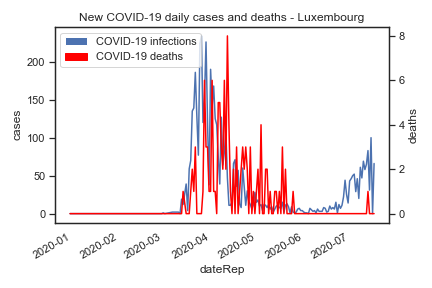 New COVID-19 daily cases and deaths - Luxembourg
COVID-19 infections
COVID-19 deaths
200
150
100
50
0
cases
8
6
4
2
0
deaths
2020-01
2020-02
2020-03
2020-04
2020-05
2020-06
2020-07
dateRep